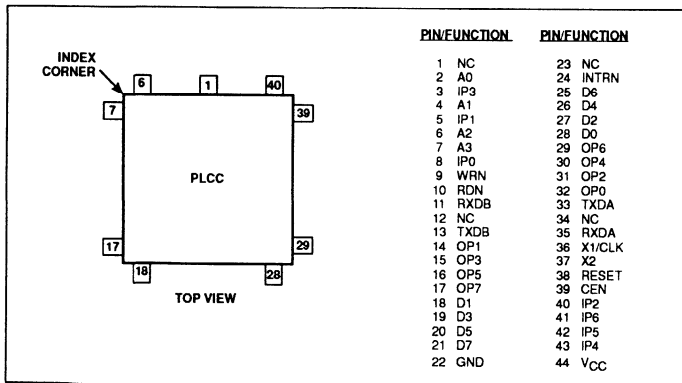 INDEX
CORNER
6 1 40
7 39
PLCC
17 29
18 28
TOP VIEW
PIN/FUNCTION
1 NC
2 A0
3 IP3
4 A1
5 IP1
6 A2
7 A3
8 IP0
9 WRN
10 RDN
11 RXDB
12 NC
13 TXDB
14 OP1
15 OP3
16 OP5
17 OP7
18 D1
19 D3
20 D5
21 D7
22 GND
PIN/FUNCTION
23 NC
24 INTRN
25 D6
26 D4
27 D2
28 D0
29 OP6
30 OP4
31 OP2
32 OP0
33 TXDA
34 NC
35 RXDA
36 X1/CLK
37 X2
38 RESET
39 CEN
40 IP2
41 IP6
42 IP5
43 IP4
44 VCC